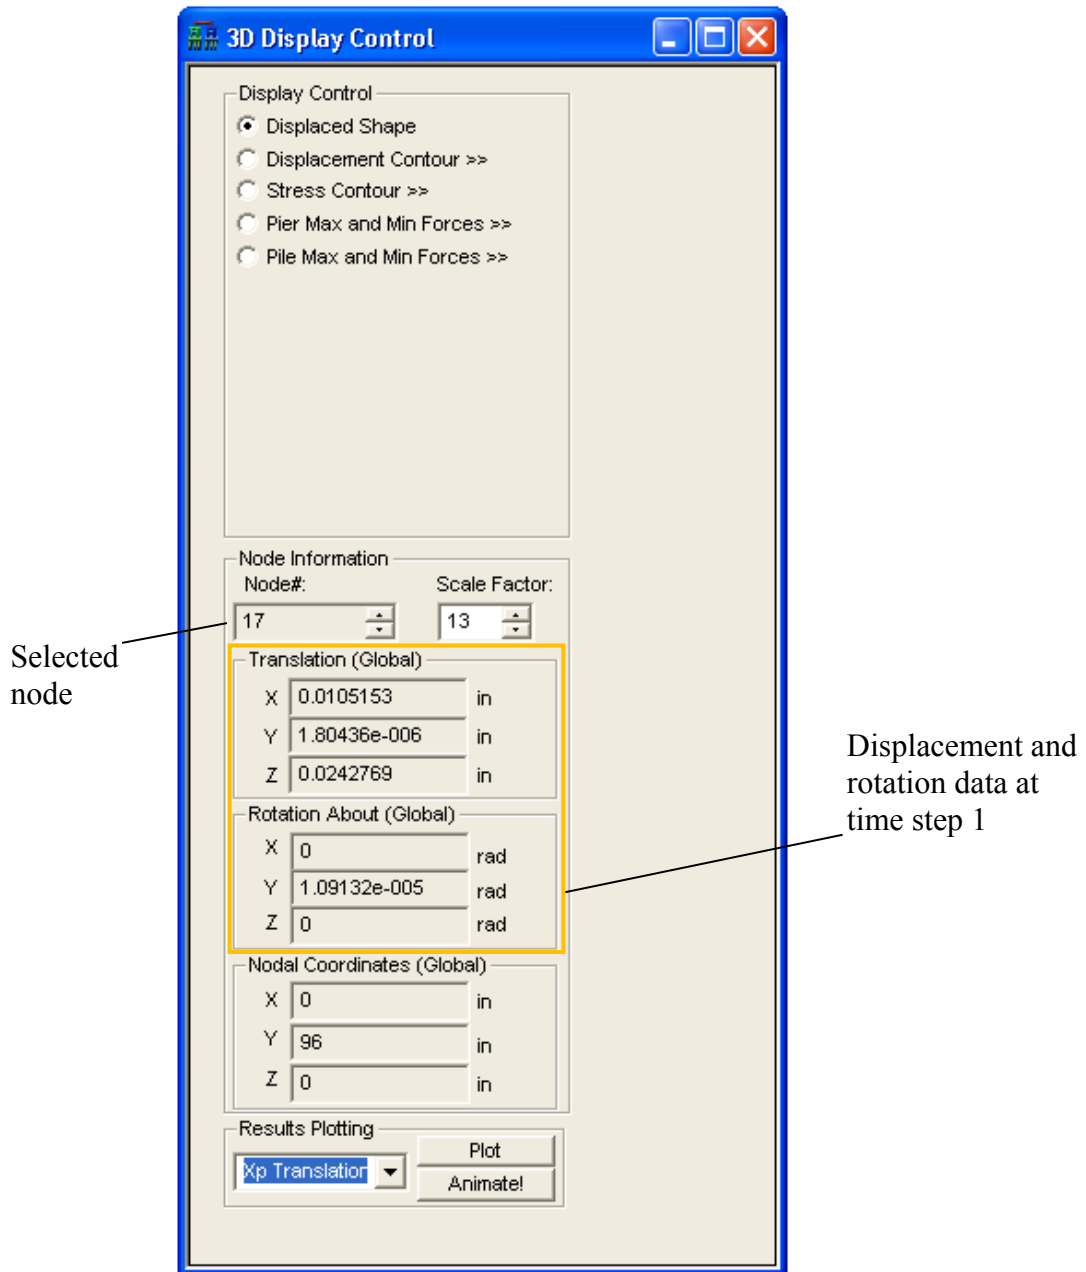 3D Display Control
Display Control
Displaced Shape
Displacement Contour >>
Stress Contour >>
Pier Max and Min Forces >>
Pile Max and Min Forces >>
Node Information
Node#: Scale Factor:
17 13
Selected
node
Translation (Global)
X 0.0105153 in
Y 1.80436e-006 in
Z 0.0242769 in
Rotation About (Global)
X 0 rad
Y 1.09132e-005 rad
Z 0 rad
Displacement and
rotation data at
time step 1
Nodal Coordinates (Global)
X 0 in
Y 96 in
Z 0 in
Results Plotting
Xp Translation Plot
Animate!